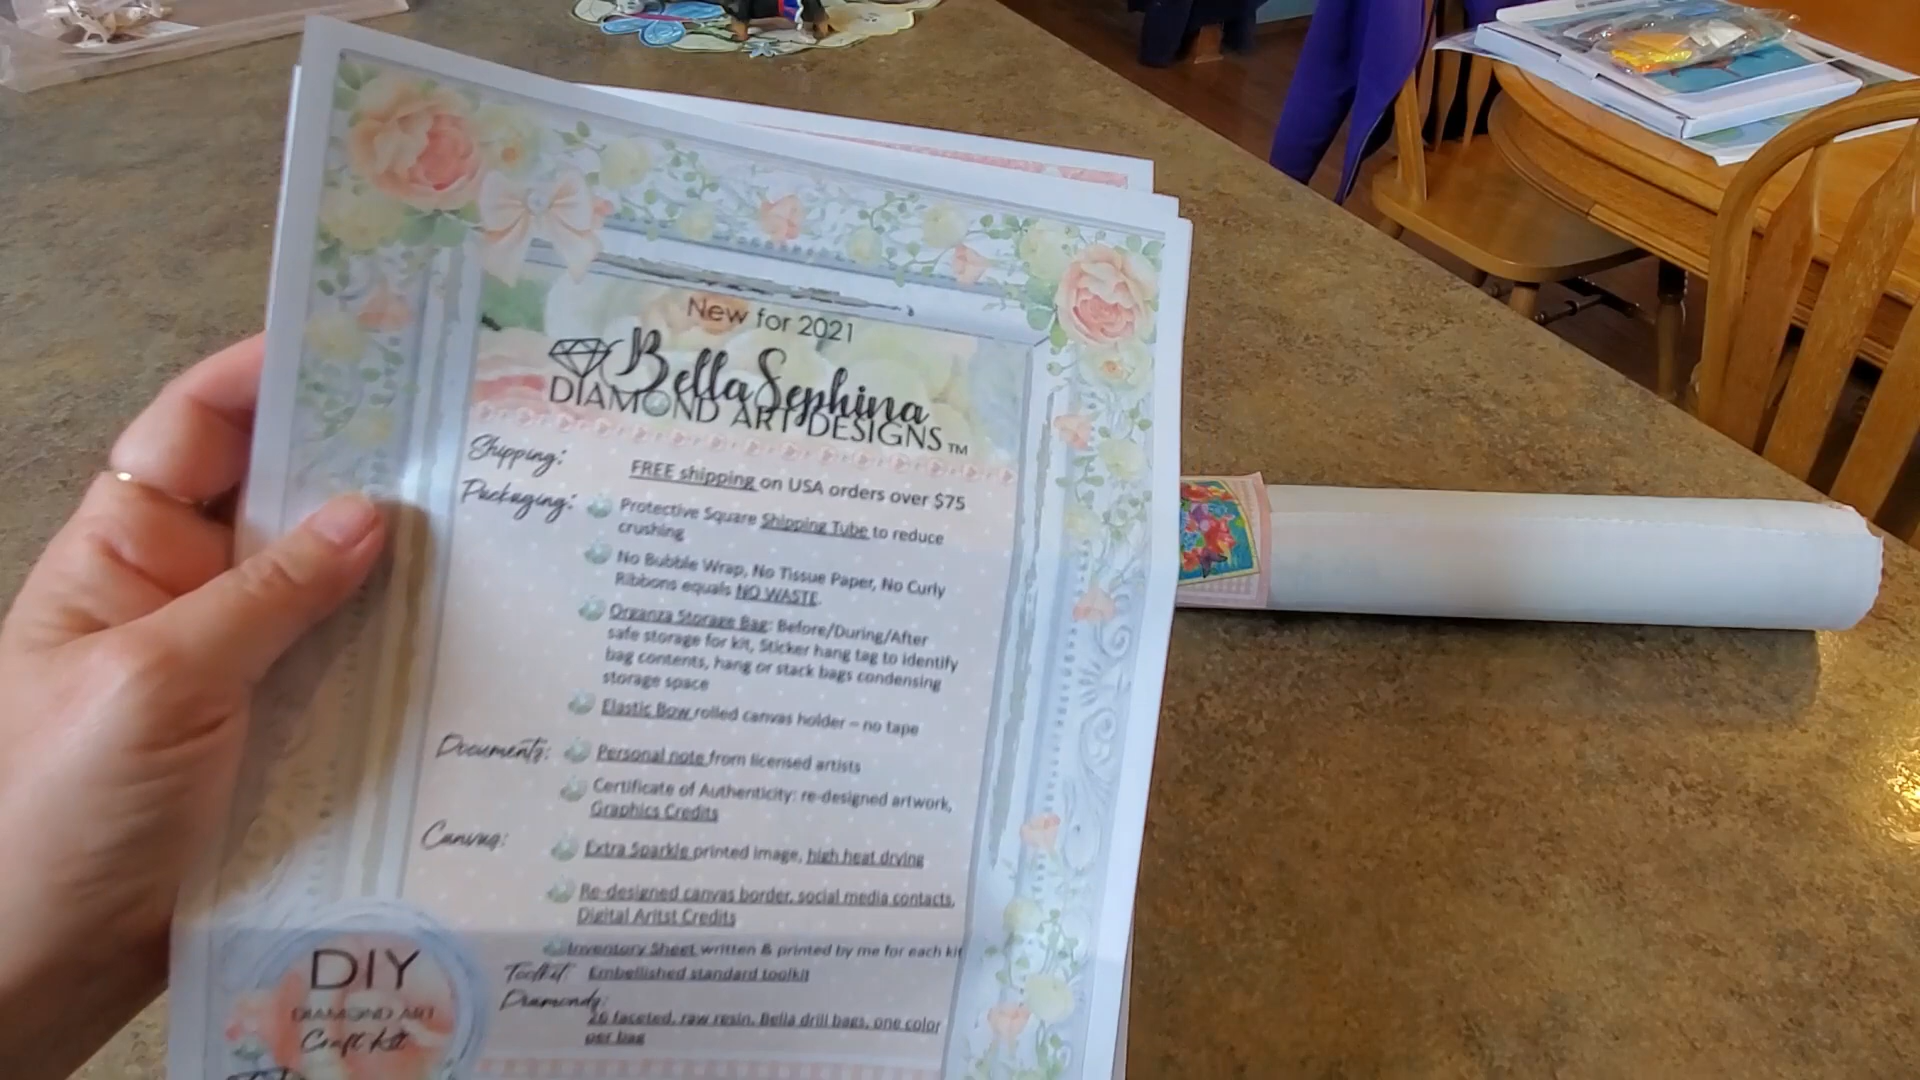 New for 2021
BellaSephina
DIAMOND ART DESIGNS™
Shipping: FREE shipping on USA orders over $75
Packaging: Protective Square Shipping Tube to reduce
crushing
No Bubble Wrap, No Tissue Paper, No Curly
Ribbons equals NO WASTE.
Organza Storage Bag: Before/During/After
safe storage for kit, Sticker hang tag to identify
bag contents, hang or stack bags condensing
storage space
Elastic Bow rolled canvas holder – no tape
Documents: Personal note from licensed artists
Certificate of Authenticity: re-designed artwork,
Graphics Credits
Canvas: Extra Sparkle printed image, high heat drying
Re-designed canvas border, social media contacts,
Digital Aritst Credits
Inventory Sheet written & printed by me for each kit
Toolkit: Embellished standard toolkit
Diamonds:
26 faceted, raw resin, Bella drill bags, one color
per bag
DIY
DIAMOND ART
Craft Kit